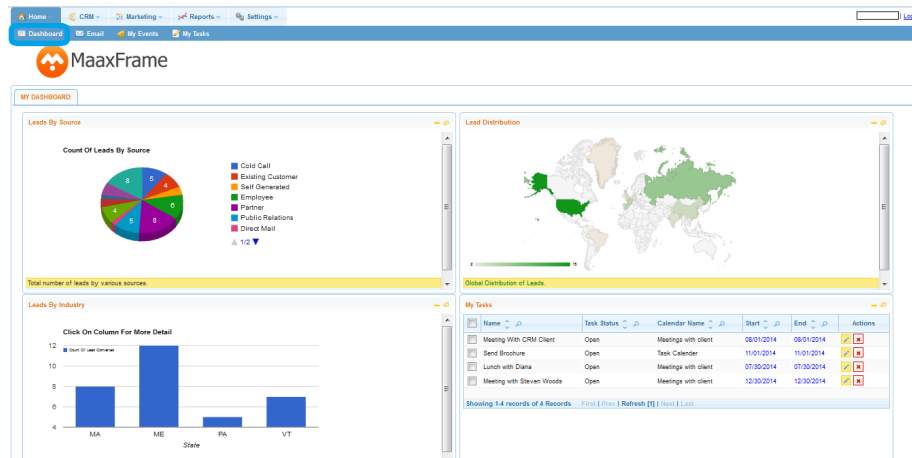 Home CRM Marketing Reports Settings
Dashboard Email My Events My Tasks
MaaxFrame
MY DASHBOARD
Leads By Source
Count Of Leads By Source
8 5 4 6 8 5 4
Cold Call
Existing Customer
Self Generated
Employee
Partner
Public Relations
Direct Mail
1/2
Total number of leads by various sources.
Lead Distribution
Global Distribution of Leads.
Leads By Industry
Click On Column For More Detail
Count Of Lead Converted
12
10
8
6
4
MA ME PA VT
State
My Tasks
Name Task Status Calendar Name Start End Actions
Meeting With CRM Client Open Meetings with client 08/01/2014 08/01/2014
Send Brochure Open Task Calender 11/01/2014 11/01/2014
Lunch with Diana Open Meetings with client 07/30/2014 07/30/2014
Meeting with Steven Woods Open Meetings with client 12/30/2014 12/30/2014
Showing 1-4 records of 4 Records First | Prev | Refresh [1] | Next | Last